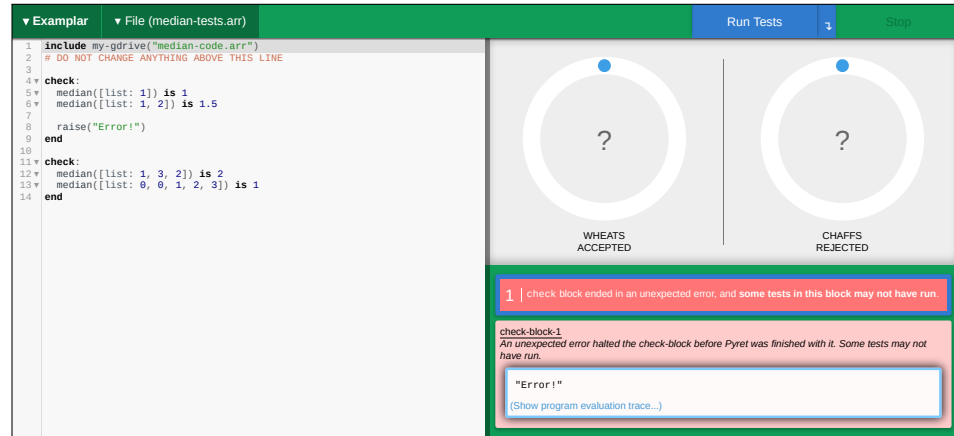 ▾ Examplar ▾ File (median-tests.arr) Run Tests ↴ Stop
1 include my-gdrive("median-code.arr")
2 # DO NOT CHANGE ANYTHING ABOVE THIS LINE
3
4 check:
5 median([list: 1]) is 1
6 median([list: 1, 2]) is 1.5
7
8 raise("Error!")
9 end
10
11 check:
12 median([list: 1, 3, 2]) is 2
13 median([list: 0, 0, 1, 2, 3]) is 1
14 end
?
WHEATS
ACCEPTED
?
CHAFFS
REJECTED
1 check block ended in an unexpected error, and some tests in this block may not have run.
check-block-1
An unexpected error halted the check-block before Pyret was finished with it. Some tests may not
have run.
"Error!"
(Show program evaluation trace...)